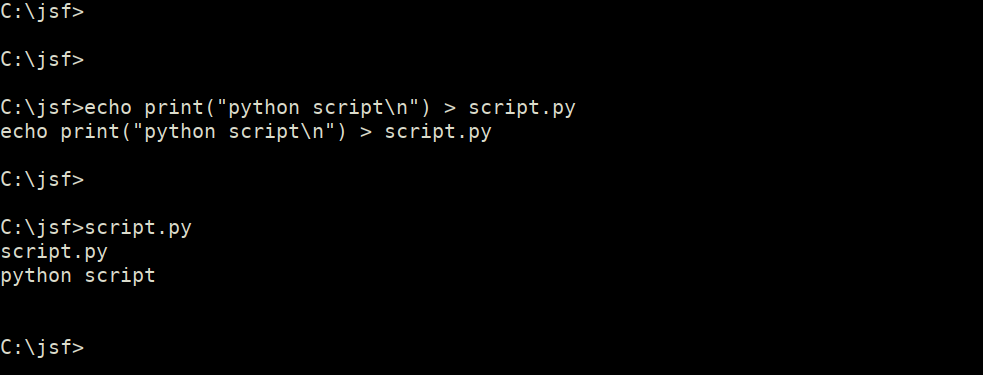 C:\jsf>
C:\jsf>
C:\jsf>echo print("python script\n") > script.py
echo print("python script\n") > script.py
C:\jsf>
C:\jsf>script.py
script.py
python script
C:\jsf>